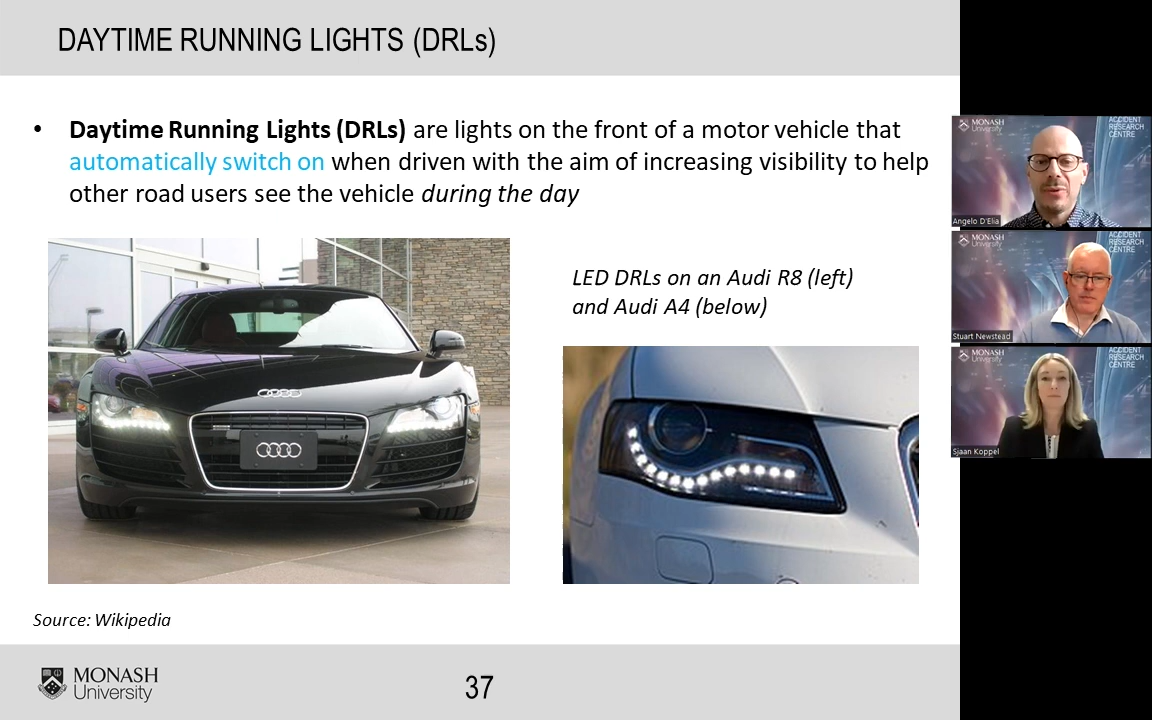 DAYTIME RUNNING LIGHTS (DRLs)
• Daytime Running Lights (DRLs) are lights on the front of a motor vehicle that
automatically switch on when driven with the aim of increasing visibility to help
other road users see the vehicle during the day
LED DRLs on an Audi R8 (left)
and Audi A4 (below)
Source: Wikipedia
MONASH
University
37
MONASH
University
ACCIDENT
RESEARCH
CENTRE
Angelo D'Elia
MONASH
University
ACCIDENT
RESEARCH
CENTRE
Stuart Newstead
MONASH
University
ACCIDENT
RESEARCH
CENTRE
Sjaan Koppel